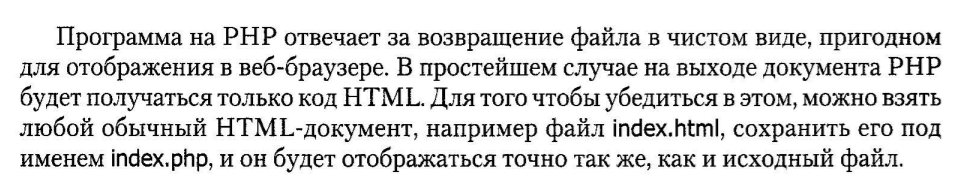 Программа на PHP отвечает за возвращение файла в чистом виде, пригодном
для отображения в веб-браузере. В простейшем случае на выходе документа PHP
будет получаться только код HTML. Для того чтобы убедиться в этом, можно взять
любой обычный HTML-документ, например файл index.html, сохранить его под
именем index.php, и он будет отображаться точно так же, как и исходный файл.